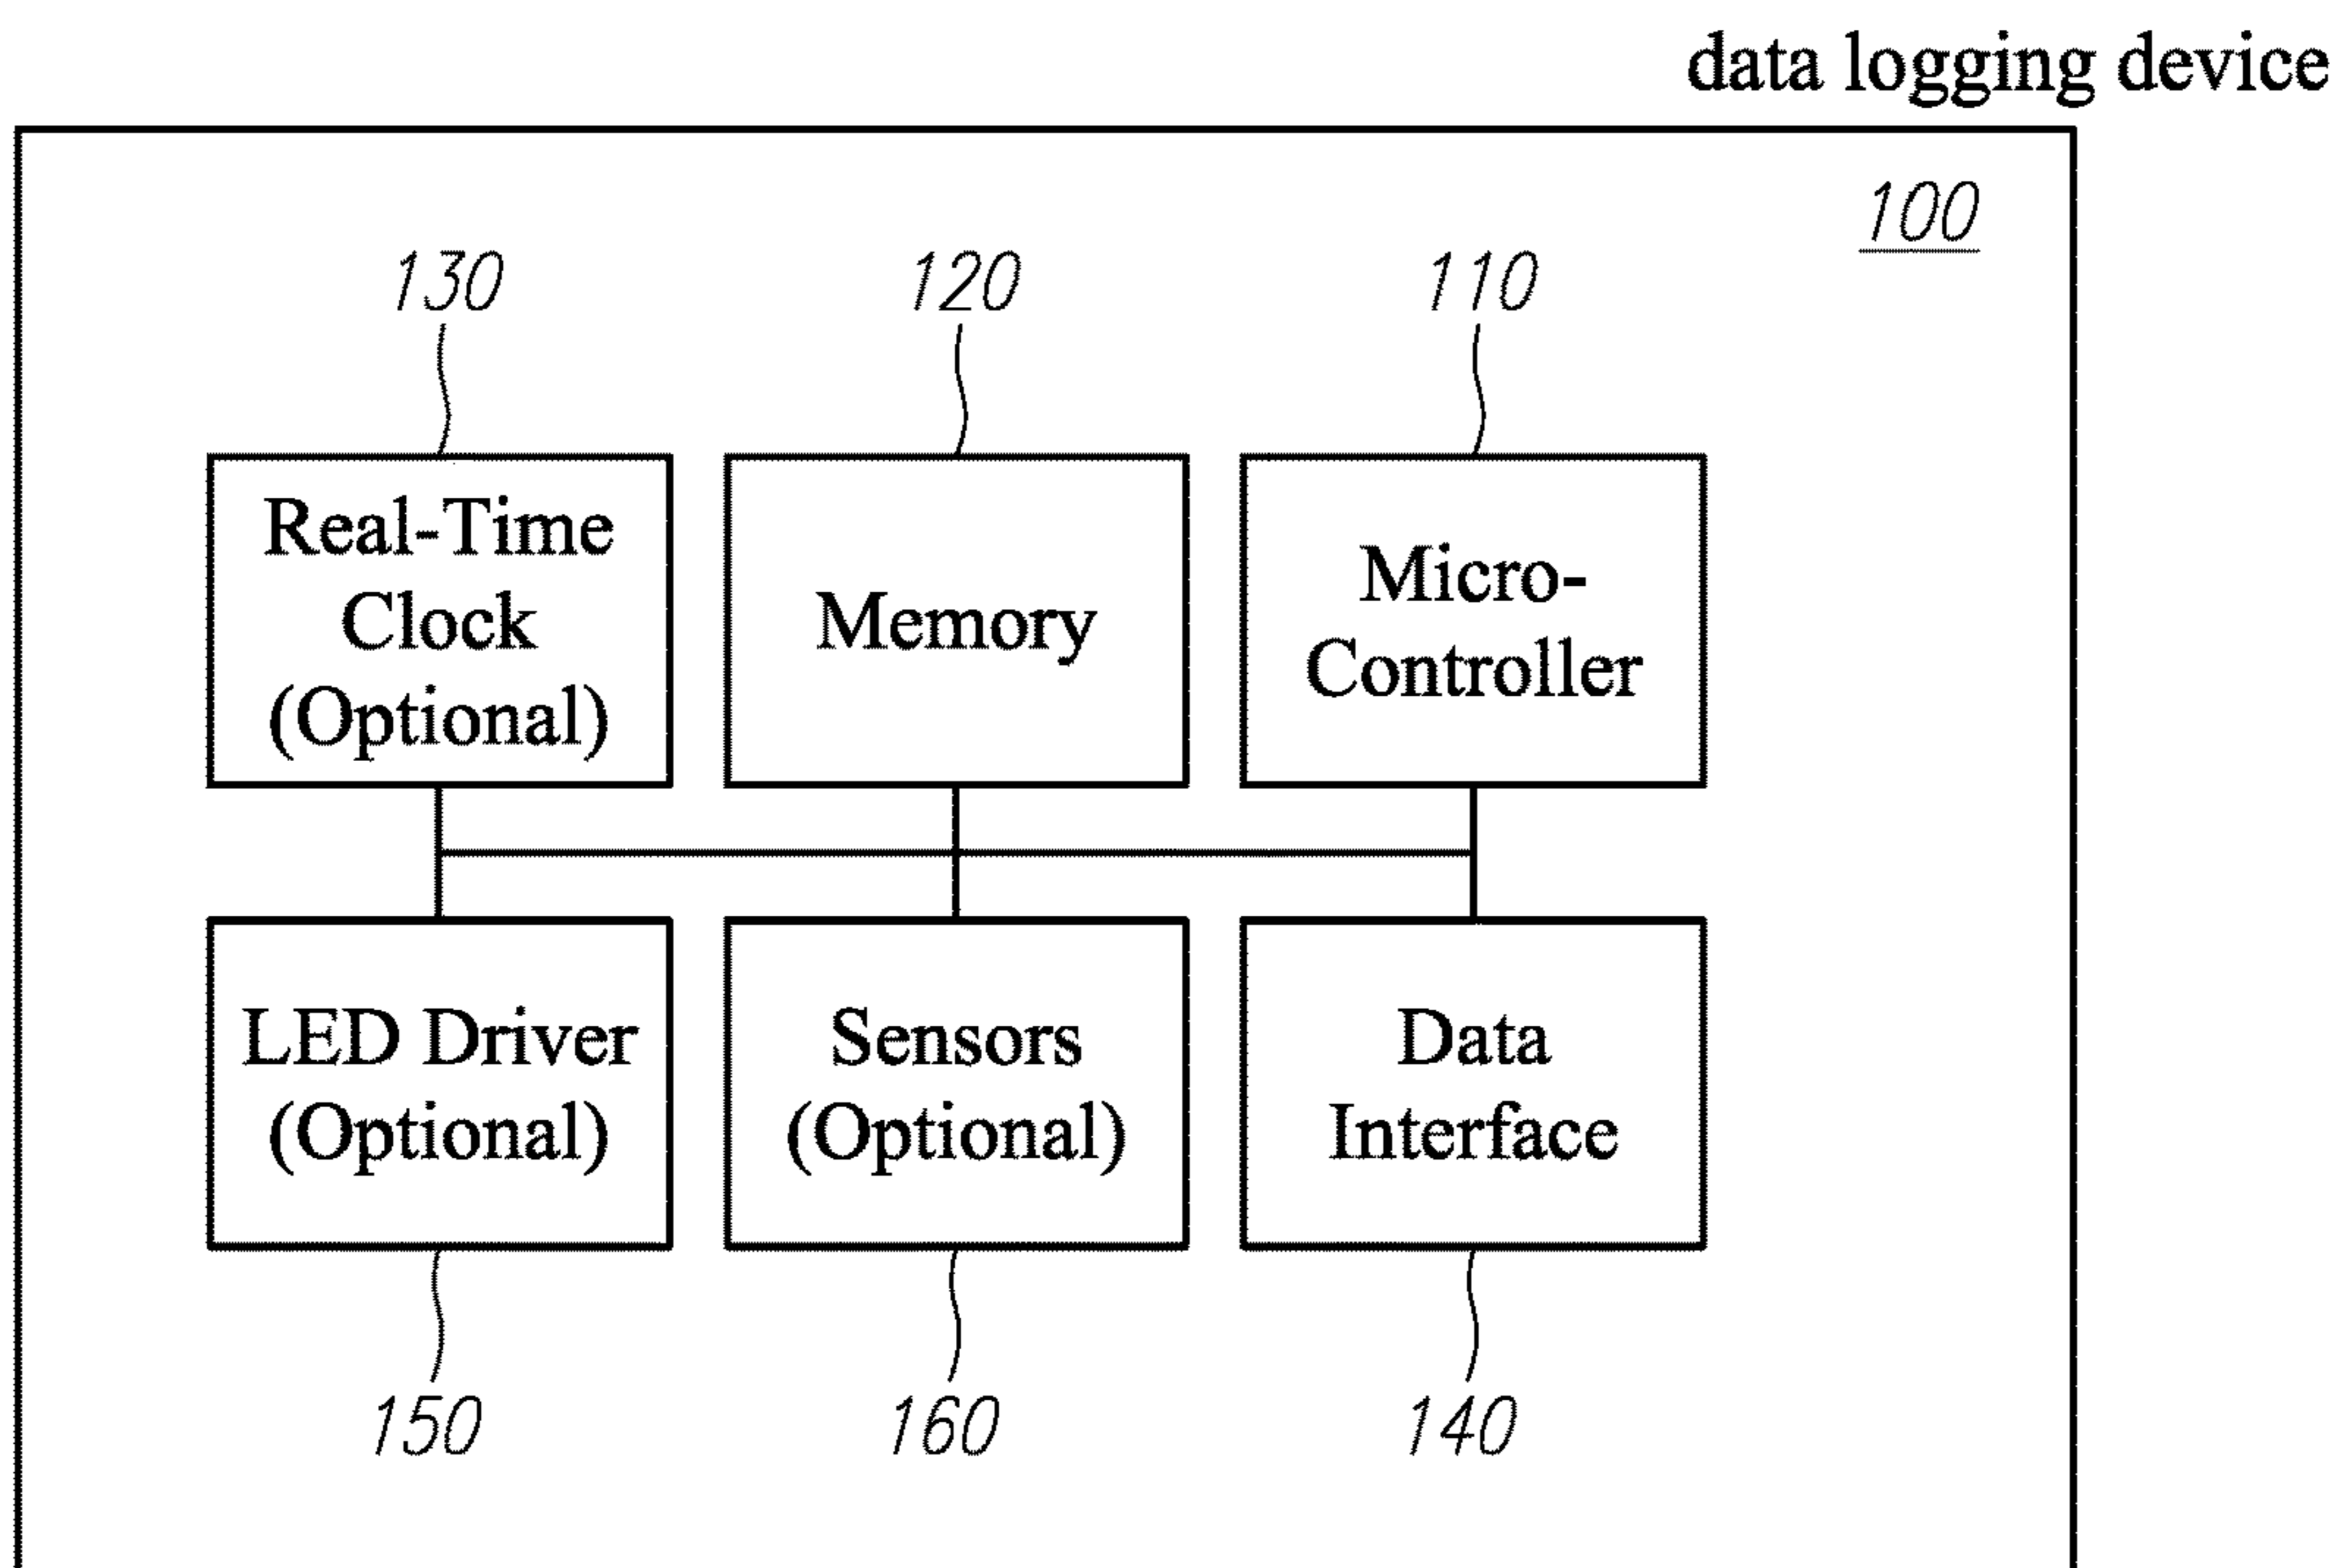 data logging device
100
130
120
110
Real-Time
Clock
(Optional)
Memory
Micro-
Controller
LED Driver
(Optional)
Sensors
(Optional)
Data
Interface
150
160
140